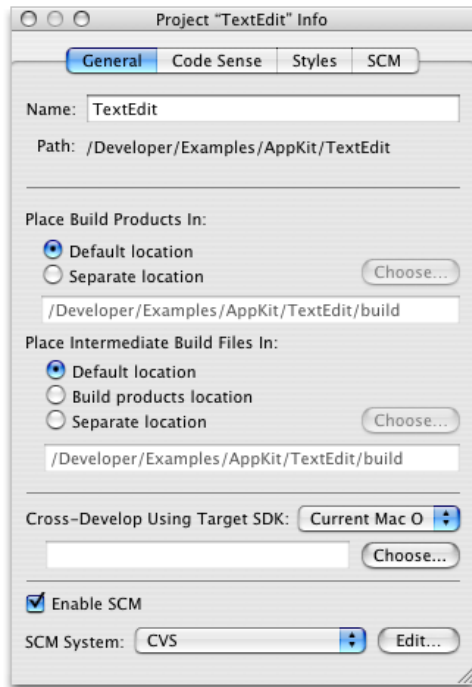 Project “TextEdit” Info
General Code Sense Styles SCM
Name: TextEdit
Path: /Developer/Examples/AppKit/TextEdit
Place Build Products In:
Default location
Separate location Choose...
/Developer/Examples/AppKit/TextEdit/build
Place Intermediate Build Files In:
Default location
Build products location
Separate location Choose...
/Developer/Examples/AppKit/TextEdit/build
Cross-Develop Using Target SDK: Current Mac O
Choose...
Enable SCM
SCM System: CVS Edit...